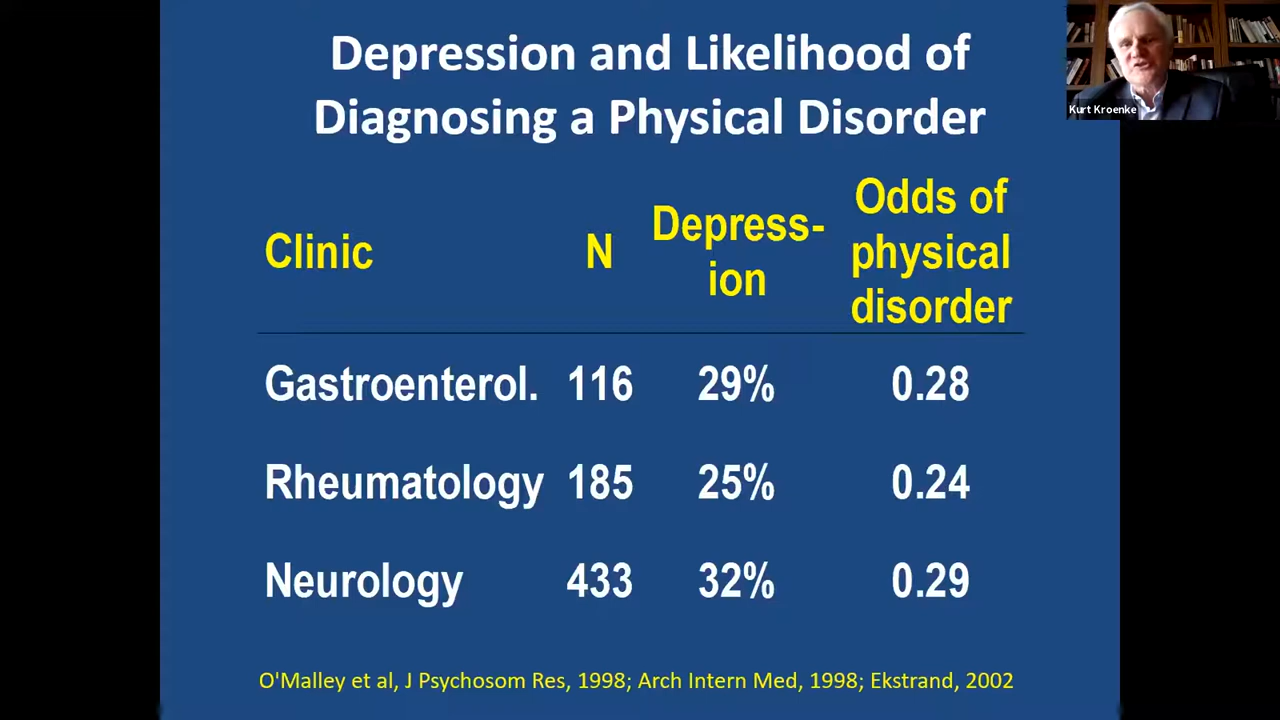 Depression and Likelihood of
Diagnosing a Physical Disorder
Kurt Kroenke
Clinic N Depress-
ion Odds of
physical
disorder
Gastroenterol. 116 29% 0.28
Rheumatology 185 25% 0.24
Neurology 433 32% 0.29
O'Malley et al, J Psychosom Res, 1998; Arch Intern Med, 1998; Ekstrand, 2002